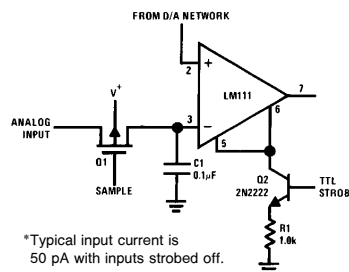 FROM D/A NETWORK
2
+
LM111
7
V+
ANALOG
INPUT
3
−
6
5
Q1
SAMPLE
C1
0.1μF
Q2
2N2222
TTL
STROB
R1
1.0k
*Typical input current is
50 pA with inputs strobed off.